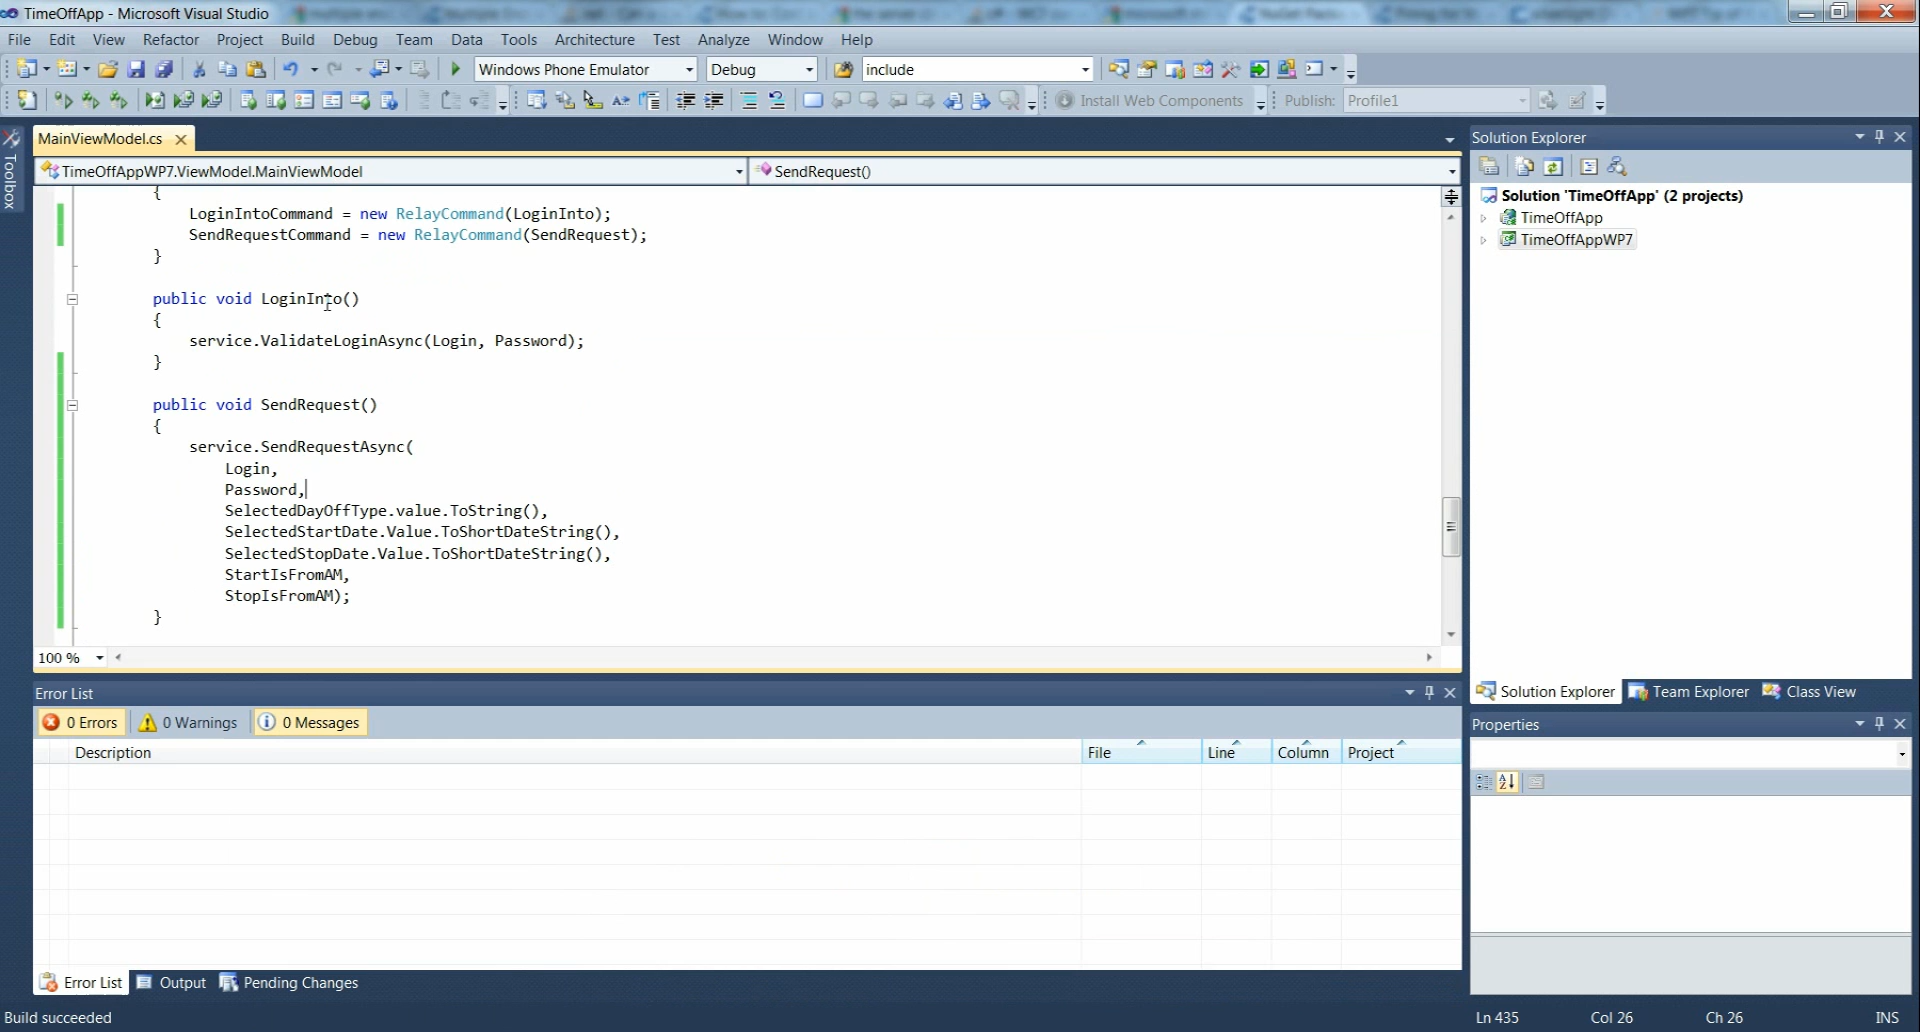 TimeOffApp - Microsoft Visual Studio
File Edit View Refactor Project Build Debug Team Data Tools Architecture Test Analyze Window Help
Windows Phone Emulator Debug include
Install Web Components Publish: Profile1
Toolbox
MainViewModel.cs
TimeOffAppWP7.ViewModel.MainViewModel SendRequest()
{
LoginIntoCommand = new RelayCommand(LoginInto);
SendRequestCommand = new RelayCommand(SendRequest);
}
public void LoginInto()
{
service.ValidateLoginAsync(Login, Password);
}
public void SendRequest()
{
service.SendRequestAsync(
Login,
Password,
SelectedDayOffType.value.ToString(),
SelectedStartDate.Value.ToShortDateString(),
SelectedStopDate.Value.ToShortDateString(),
StartIsFromAM,
StopIsFromAM);
}
100 %
Error List
0 Errors 0 Warnings 0 Messages
Description File Line Column Project
Error List Output Pending Changes
Solution Explorer
Solution 'TimeOffApp' (2 projects)
TimeOffApp
TimeOffAppWP7
Solution Explorer Team Explorer Class View
Properties
Build succeeded Ln 435 Col 26 Ch 26 INS